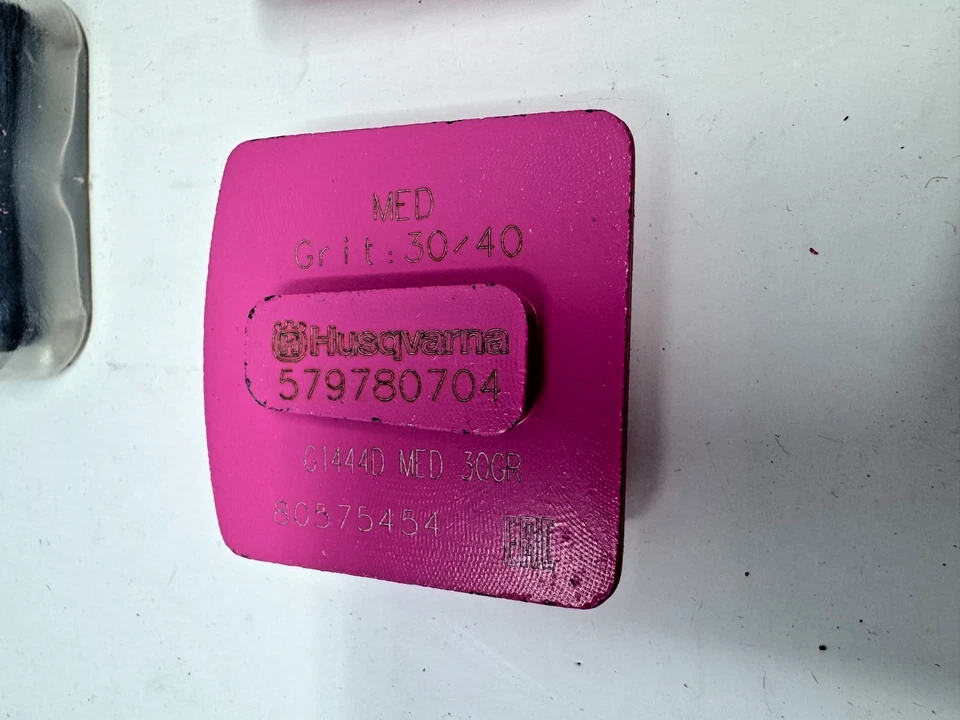 MED
Grit:30/40
Husqvarna
579780704
G1444D MED 30GR
80575454
EAC